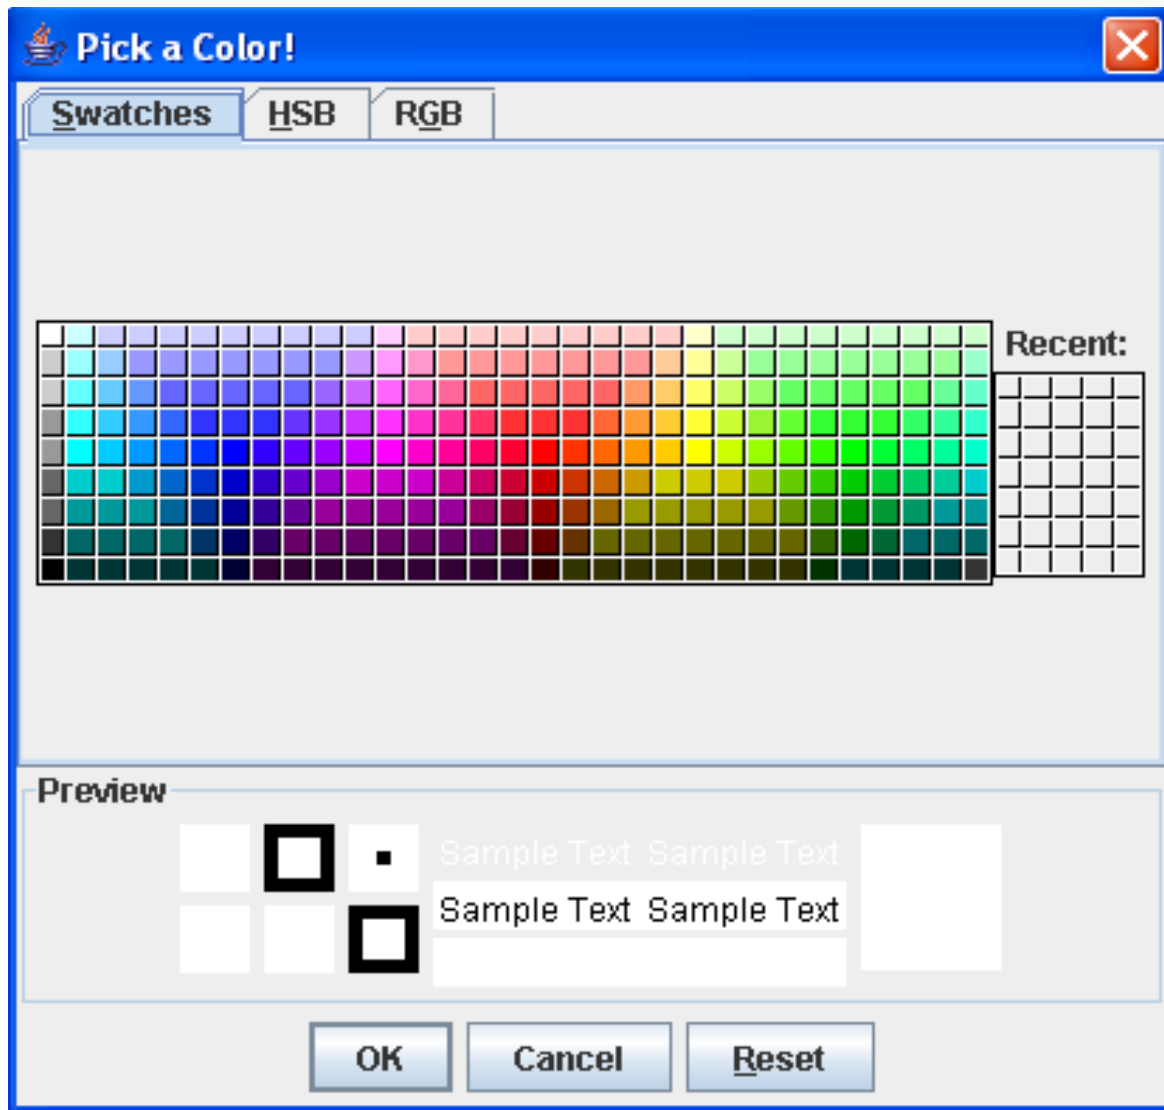 Pick a Color!
Swatches HSB RGB
Recent:
Preview
Sample Text Sample Text
Sample Text Sample Text
OK Cancel Reset